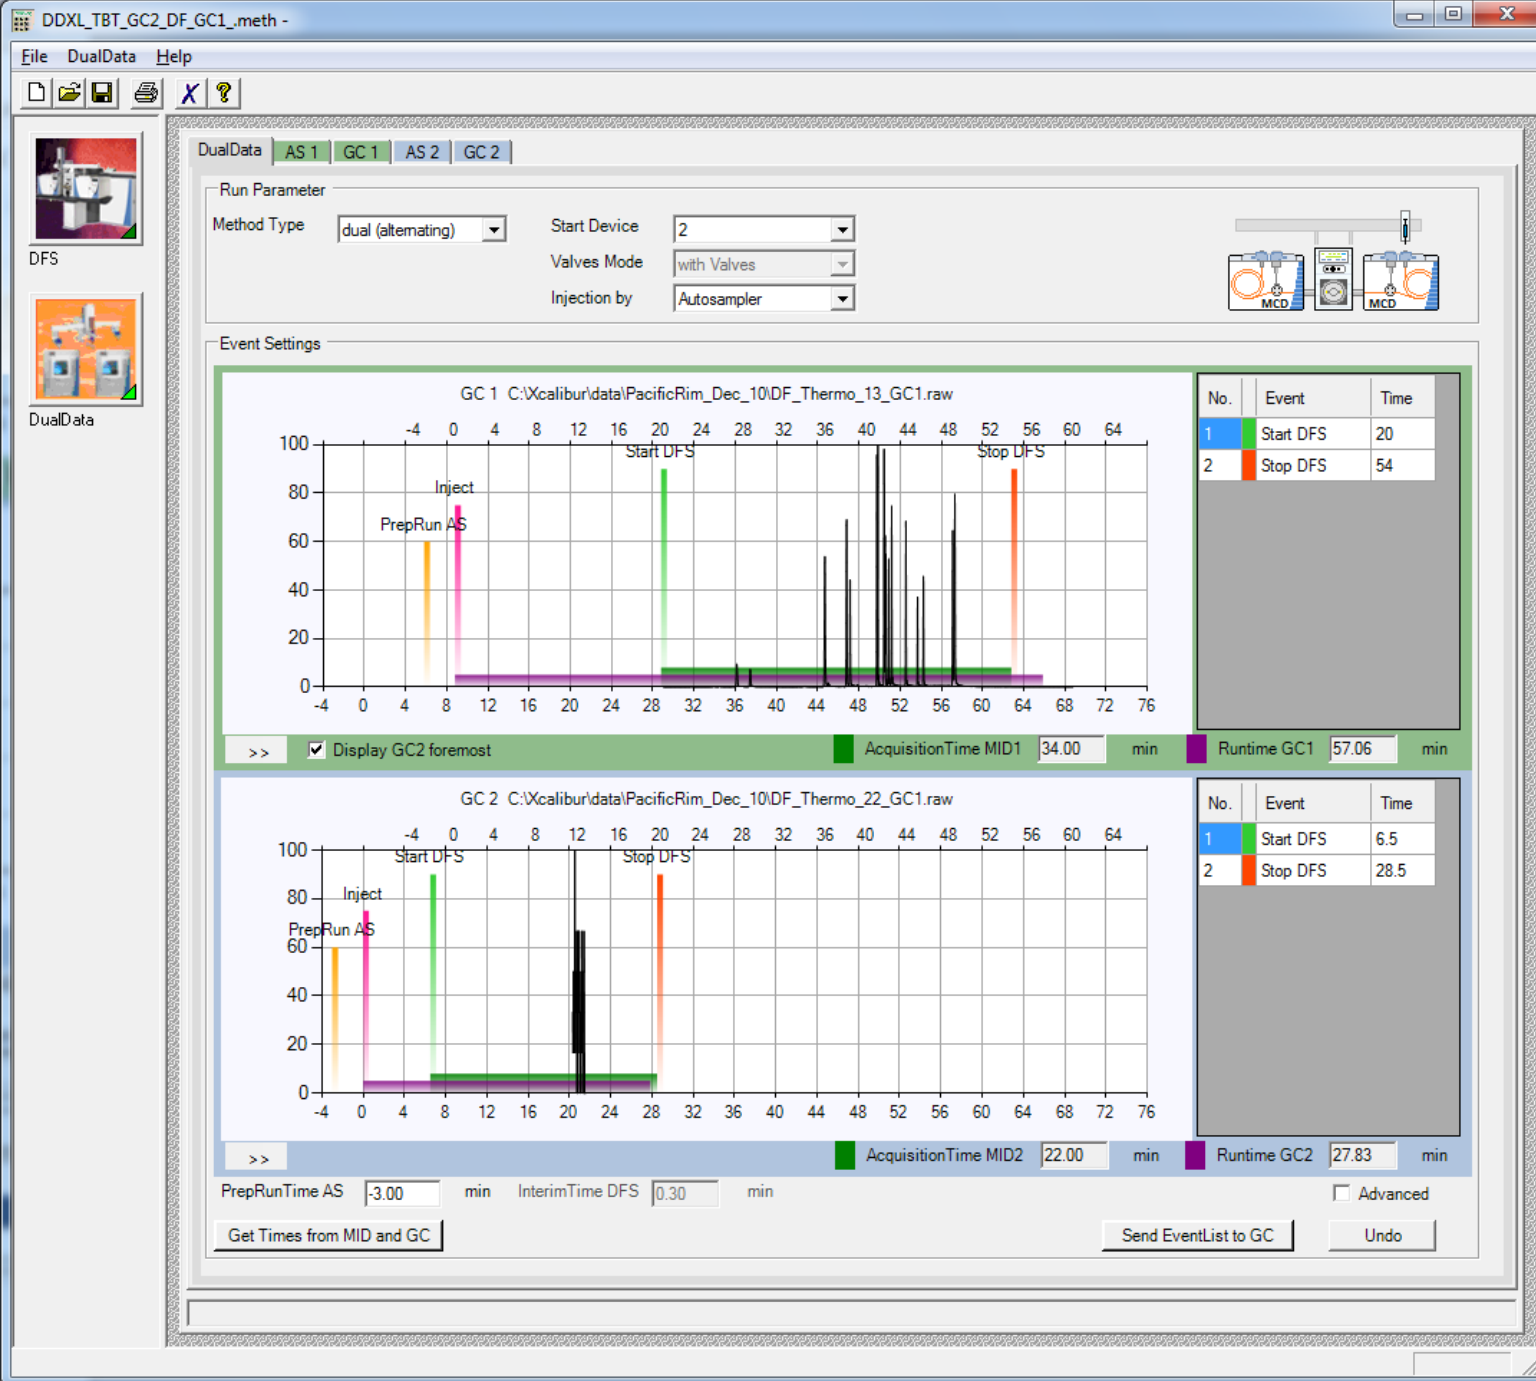 DDXL_TBT_GC2_DF_GC1_.meth -
File DualData Help
DualData AS 1 GC 1 AS 2 GC 2
DFS
DualData
Run Parameter
Method Type dual (alternating) Start Device 2
Valves Mode with Valves
Injection by Autosampler
MCD MCD
Event Settings
GC 1 C:\Xcalibur\data\PacificRim_Dec_10\DF_Thermo_13_GC1.raw
-4 0 4 8 12 16 20 24 28 32 36 40 44 48 52 56 60 64
100 80 60 40 20 0
Start DFS Stop DFS
Inject
PrepRun AS
-4 0 4 8 12 16 20 24 28 32 36 40 44 48 52 56 60 64 68 72 76
No. Event Time
1 Start DFS 20
2 Stop DFS 54
>> Display GC2 foremost AcquisitionTime MID1 34.00 min Runtime GC1 57.06 min
GC 2 C:\Xcalibur\data\PacificRim_Dec_10\DF_Thermo_22_GC1.raw
-4 0 4 8 12 16 20 24 28 32 36 40 44 48 52 56 60 64
100 80 60 40 20 0
Start DFS Stop DFS
Inject
PrepRun AS
-4 0 4 8 12 16 20 24 28 32 36 40 44 48 52 56 60 64 68 72 76
No. Event Time
1 Start DFS 6.5
2 Stop DFS 28.5
>> AcquisitionTime MID2 22.00 min Runtime GC2 27.83 min
PrepRunTime AS -3.00 min InterimTime DFS 0.30 min Advanced
Get Times from MID and GC Send EventList to GC Undo